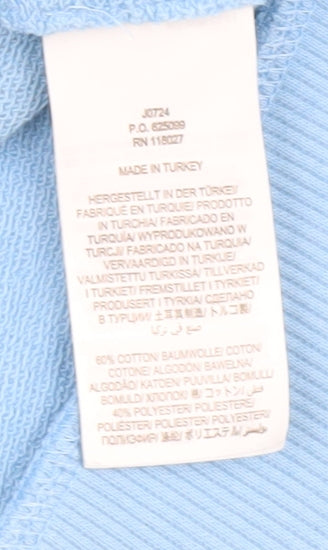 J0724
P.O. 625099
RN 118027
MADE IN TURKEY
HERGESTELLT IN DER TÜRKEI/
FABRIQUÉ EN TURQUIE/ PRODOTTO
IN TURCHIA/ FABRICADO EN
TURQUÍA/ WYPRODUKOWANO W
TURCJI/ FABRICADO NA TURQUIA/
VERVAARDIGD IN TURKIJE/
VALMISTETTU TURKISSA/ TILLVERKAD
I TURKIET/ FREMSTILLET I TYRKIET/
PRODUSERT I TYRKIA/ СДЕЛАНО
В ТУРЦИИ/ 土耳其制造/ トルコ製/
صنع في تركيا
60% COTTON/ BAUMWOLLE/ COTON/
COTONE/ ALGODÓN/ BAWEŁNA/
ALGODÃO/ KATOEN/ PUUVILLA/ BOMULL/
BOMULD/ ХЛОПОК/ 棉/ コットン/ قطن
40% POLYESTER/ POLIESTERE/
POLIESTER/ POLYESTERI/ POLYESTER/
ПОЛИЭФИР/ 涤纶/ ポリエステル/ بوليستر